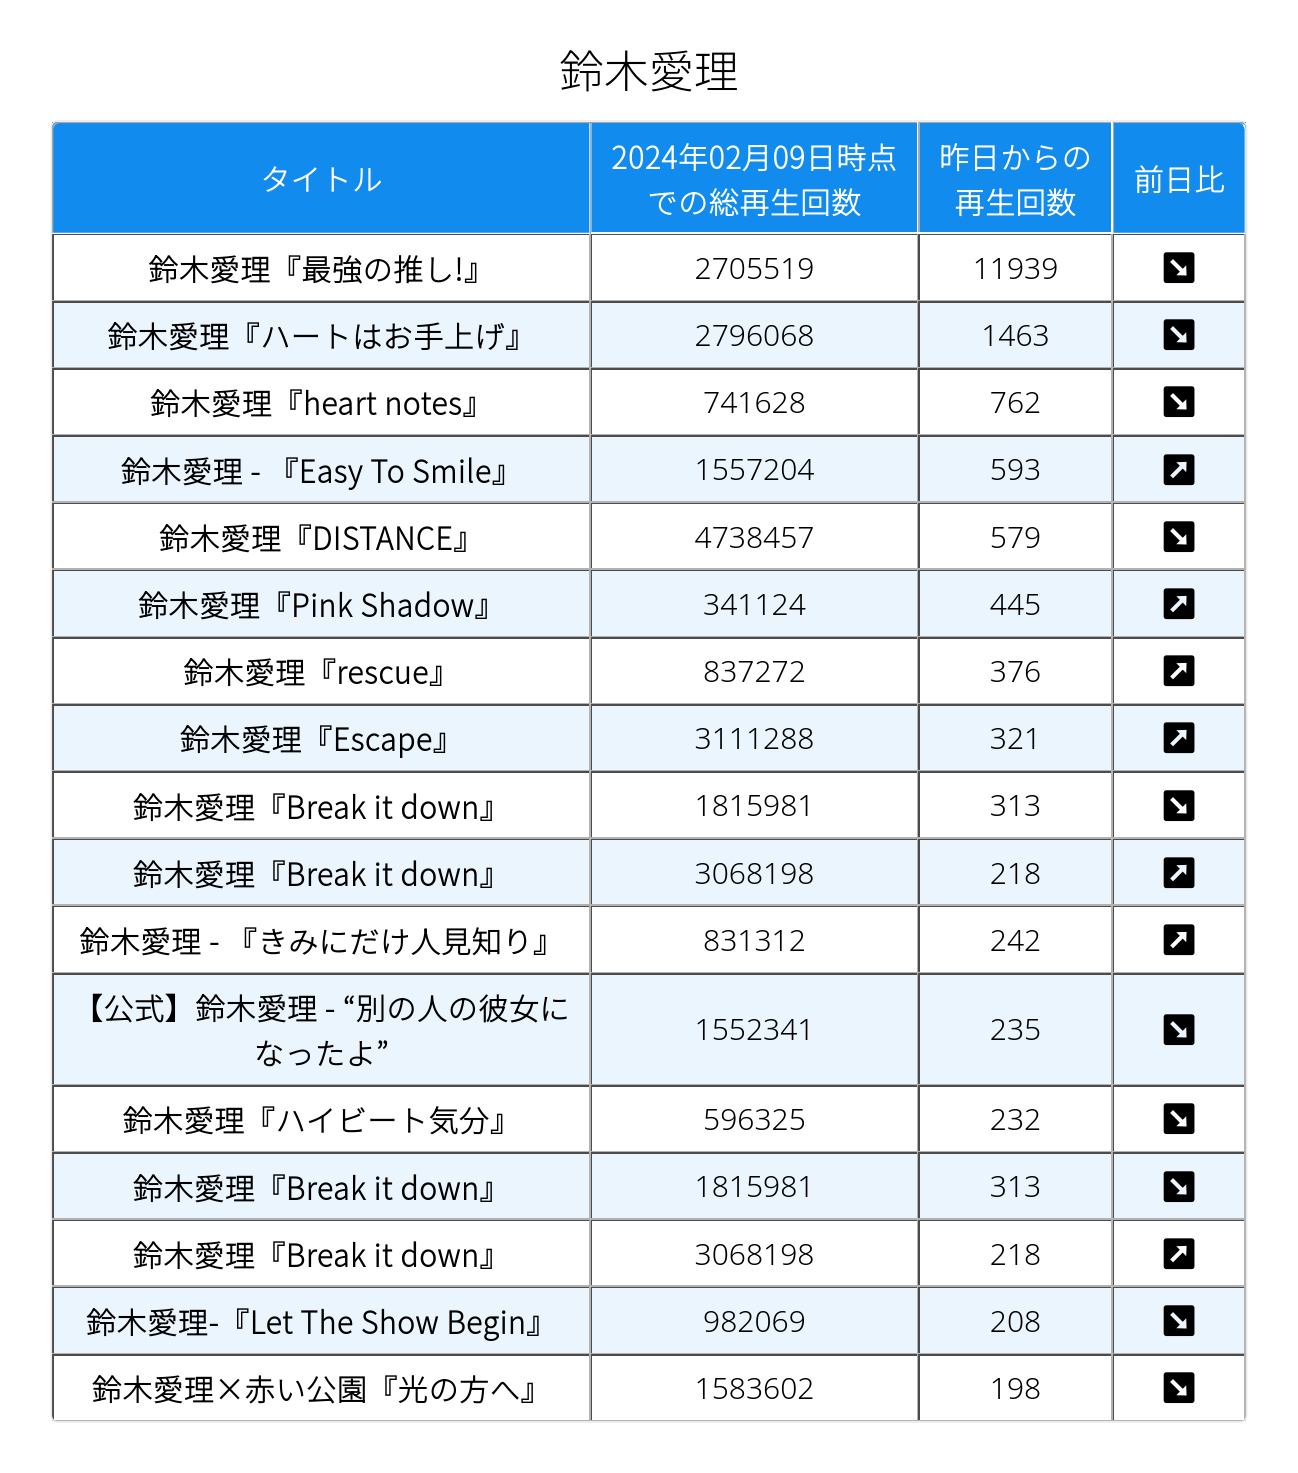 鈴木愛理
タイトル 2024年02月09日時点 昨日からの 前日比
での総再生回数 再生回数
鈴木愛理『最強の推し!』 2705519 11939
鈴木愛理『ハートはお手上げ』 2796068 1463
鈴木愛理『heart notes』 741628 762
鈴木愛理 - 『Easy To Smile』 1557204 593
鈴木愛理『DISTANCE』 4738457 579
鈴木愛理『Pink Shadow』 341124 445
鈴木愛理『rescue』 837272 376
鈴木愛理『Escape』 3111288 321
鈴木愛理『Break it down』 1815981 313
鈴木愛理『Break it down』 3068198 218
鈴木愛理 - 『きみにだけ人見知り』 831312 242
【公式】鈴木愛理 - “別の人の彼女に 1552341 235
なったよ”
鈴木愛理『ハイビート気分』 596325 232
鈴木愛理『Break it down』 1815981 313
鈴木愛理『Break it down』 3068198 218
鈴木愛理-『Let The Show Begin』 982069 208
鈴木愛理×赤い公園『光の方へ』 1583602 198